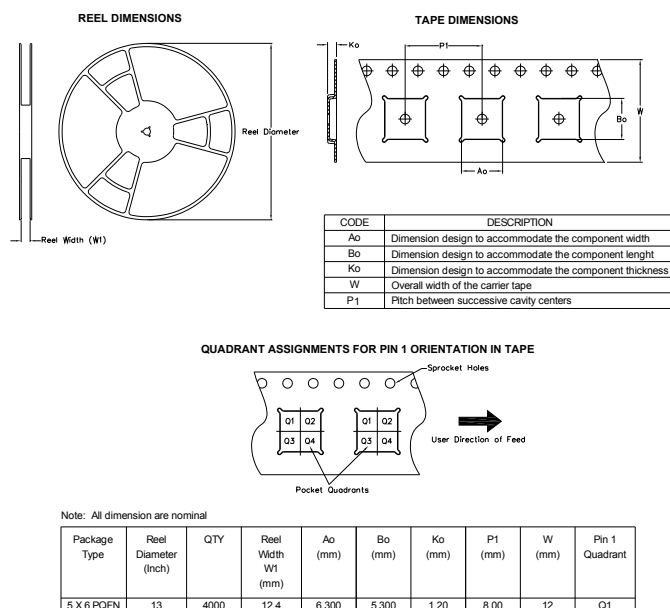 REEL DIMENSIONS
TAPE DIMENSIONS
Reel Diameter
Reel Width (W1)
Ko
P1
W
Bo
Ao
CODE DESCRIPTION
Ao Dimension design to accommodate the component width
Bo Dimension design to accommodate the component lenght
Ko Dimension design to accommodate the component thickness
W Overall width of the carrier tape
P1 Pitch between successive cavity centers
QUADRANT ASSIGNMENTS FOR PIN 1 ORIENTATION IN TAPE
Sprocket Holes
Q1 Q2 Q1 Q2
Q3 Q4 Q3 Q4
User Direction of Feed
Pocket Quadrants
Note: All dimension are nominal
Package Reel QTY Reel Ao Bo Ko P1 W Pin 1
Type Diameter Width (mm) (mm) (mm) (mm) (mm) Quadrant
(Inch) W1
(mm)
5 X 6 PQFN 13 4000 12.4 6.300 5.300 1.20 8.00 12 Q1